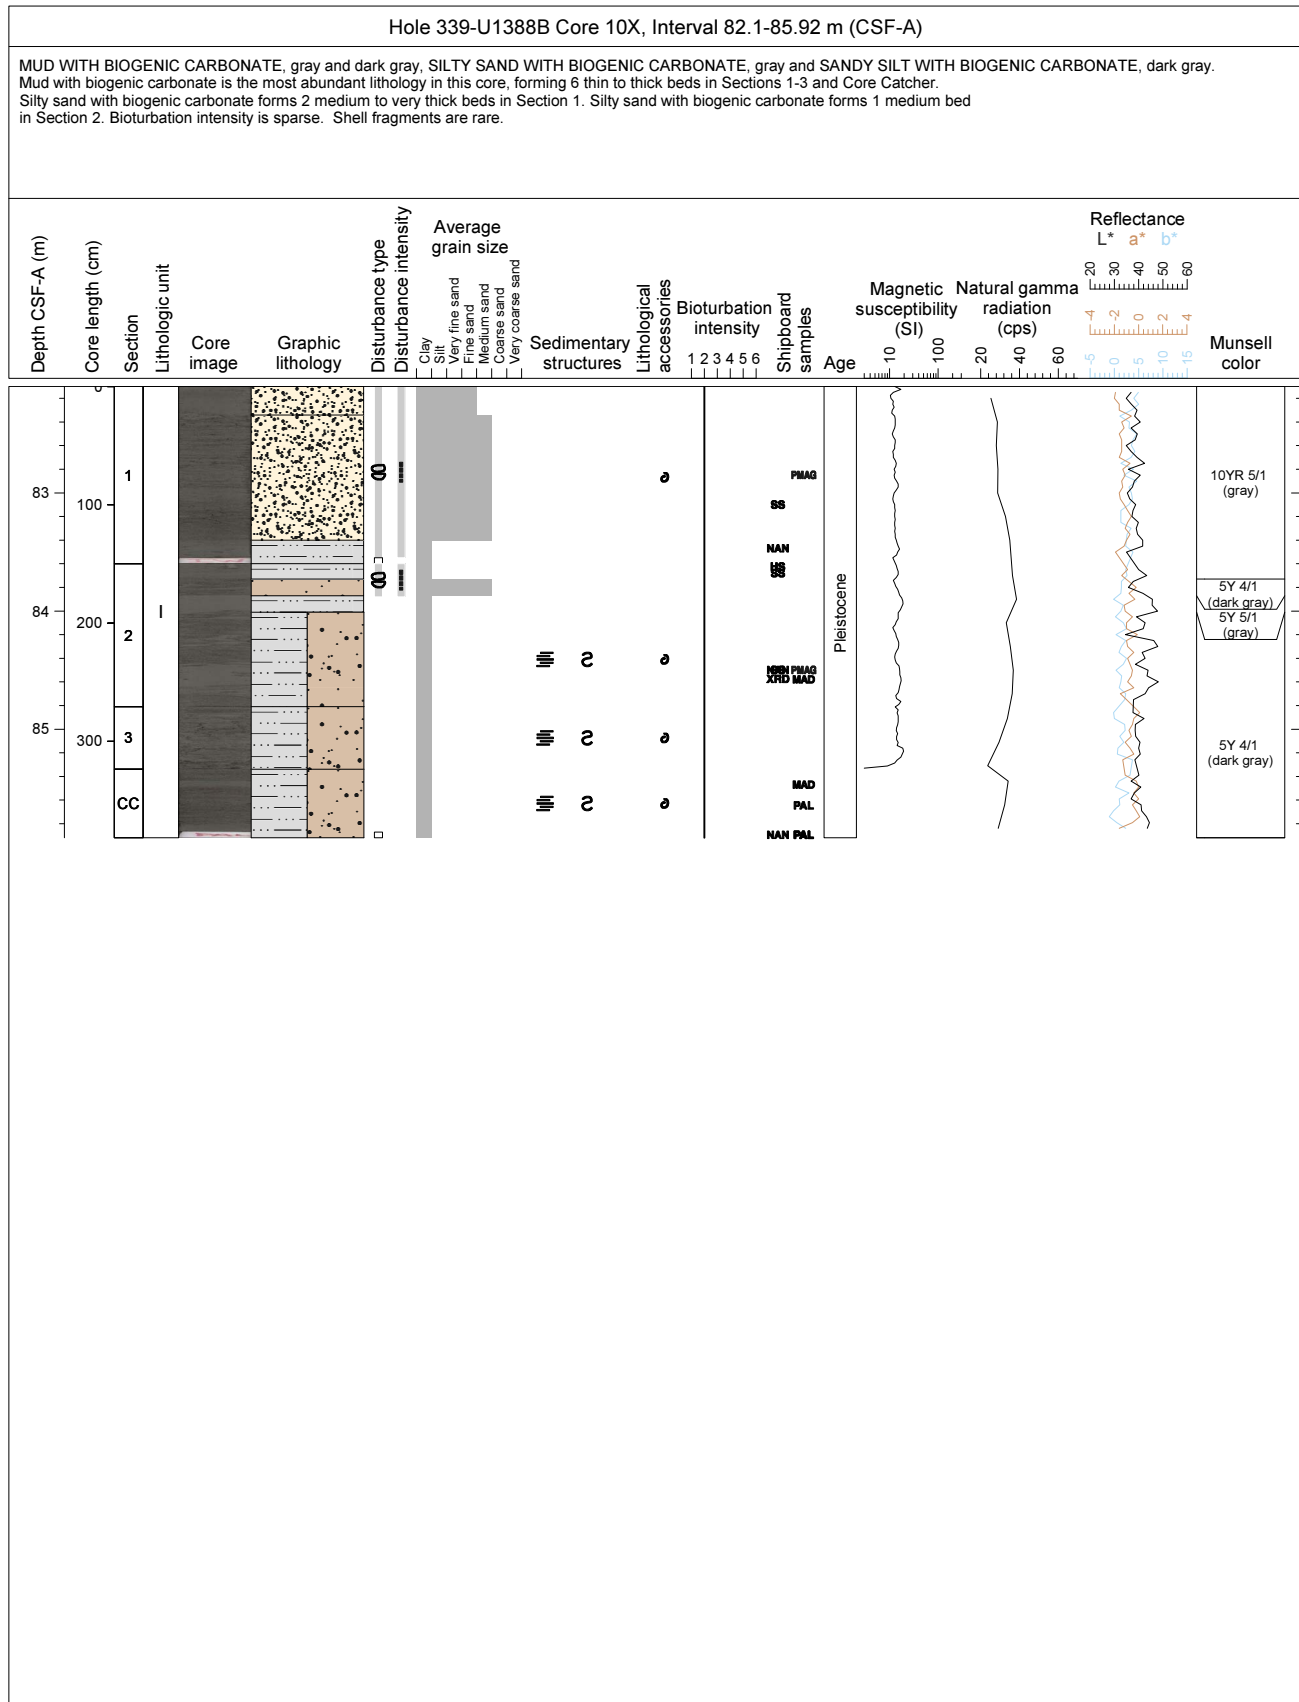 Hole 339-U1388B Core 10X, Interval 82.1-85.92 m (CSF-A)
MUD WITH BIOGENIC CARBONATE, gray and dark gray, SILTY SAND WITH BIOGENIC CARBONATE, gray and SANDY SILT WITH BIOGENIC CARBONATE, dark gray.
Mud with biogenic carbonate is the most abundant lithology in this core, forming 6 thin to thick beds in Sections 1-3 and Core Catcher.
Silty sand with biogenic carbonate forms 2 medium to very thick beds in Section 1. Silty sand with biogenic carbonate forms 1 medium bed
in Section 2. Bioturbation intensity is sparse. Shell fragments are rare.
Depth CSF-A (m)
Core length (cm)
Section
Lithologic unit
Core
image
Graphic
lithology
Disturbance type
Disturbance intensity
Average
grain size
Clay
Silt
Very fine sand
Fine sand
Medium sand
Coarse sand
Very coarse sand
Sedimentary
structures
Lithological
accessories
Bioturbation
intensity
1 2 3 4 5 6
Shipboard
samples
Age
Magnetic
susceptibility
(SI)
10 100
Natural gamma
radiation
(cps)
20 40 60
Reflectance
L* a* b*
20 30 40 50 60
-4 -2 0 2 4
-5 0 5 10 15
Munsell
color
83
84
85
0
100
200
300
1
2
3
CC
I
PMAG
SS
NAN
SS
PMAG
XRD MAD
MAD
PAL
NAN PAL
Pleistocene
10YR 5/1
(gray)
5Y 4/1
(dark gray)
5Y 5/1
(gray)
5Y 4/1
(dark gray)